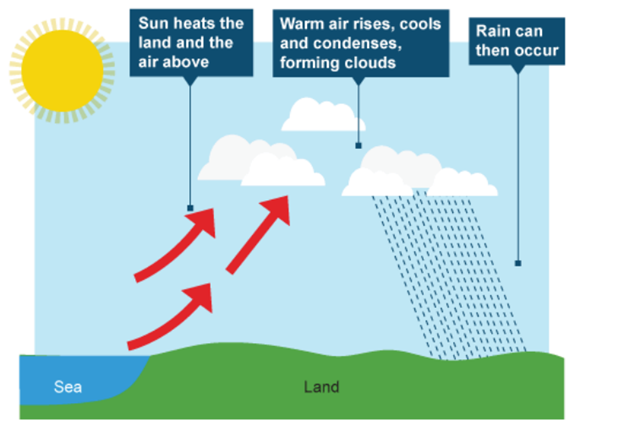 Sun heats the
land and the
air above
Warm air rises, cools
and condenses,
forming clouds
Rain can
then occur
Sea
Land